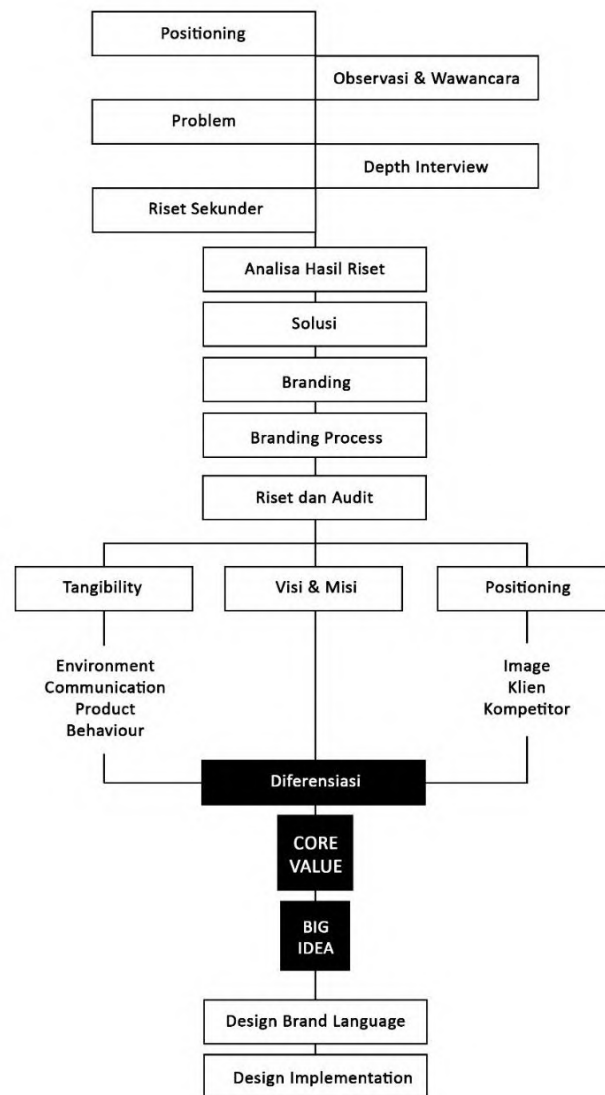 Positioning
Observasi & Wawancara
Problem
Depth Interview
Riset Sekunder
Analisa Hasil Riset
Solusi
Branding
Branding Process
Riset dan Audit
Tangibility
Visi & Misi
Positioning
Environment
Communication
Product
Behaviour
Image
Klien
Kompetitor
Diferensiasi
CORE
VALUE
BIG
IDEA
Design Brand Language
Design Implementation